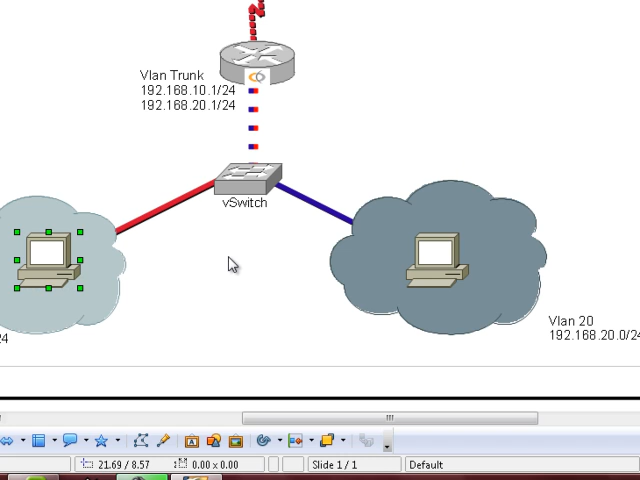 Vlan Trunk
192.168.10.1/24
192.168.20.1/24
vSwitch
24
Vlan 20
192.168.20.0/24
21.69 / 8.57
0.00 x 0.00
Slide 1 / 1
Default